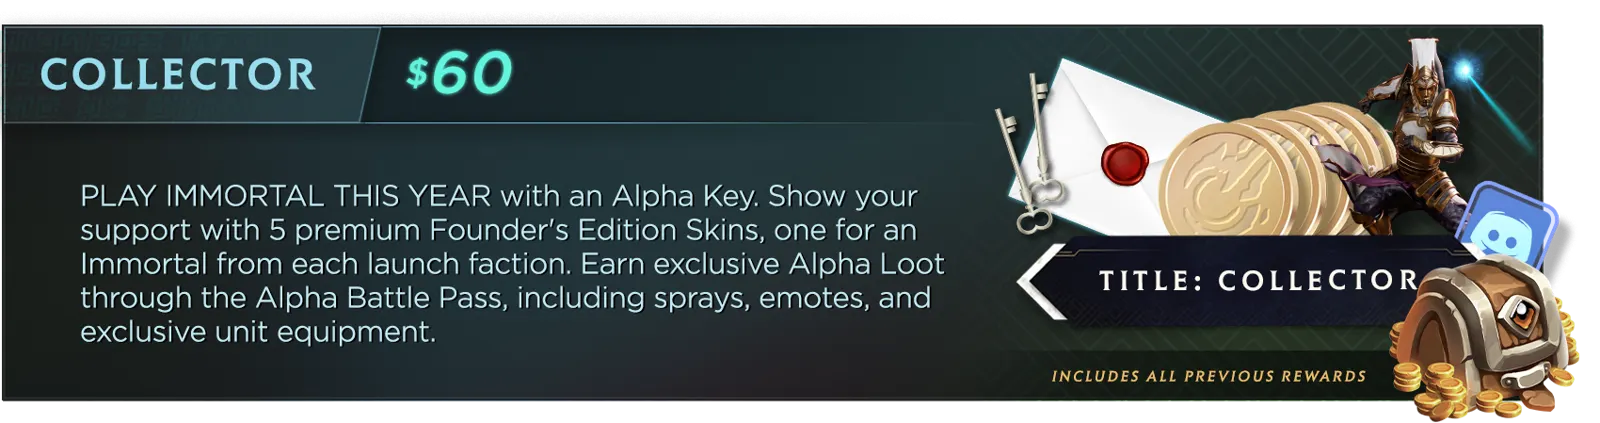 COLLECTOR
$60
PLAY IMMORTAL THIS YEAR with an Alpha Key. Show your
support with 5 premium Founder's Edition Skins, one for an
Immortal from each launch faction. Earn exclusive Alpha Loot
through the Alpha Battle Pass, including sprays, emotes, and
exclusive unit equipment.
TITLE: COLLECTOR
INCLUDES ALL PREVIOUS REWARDS